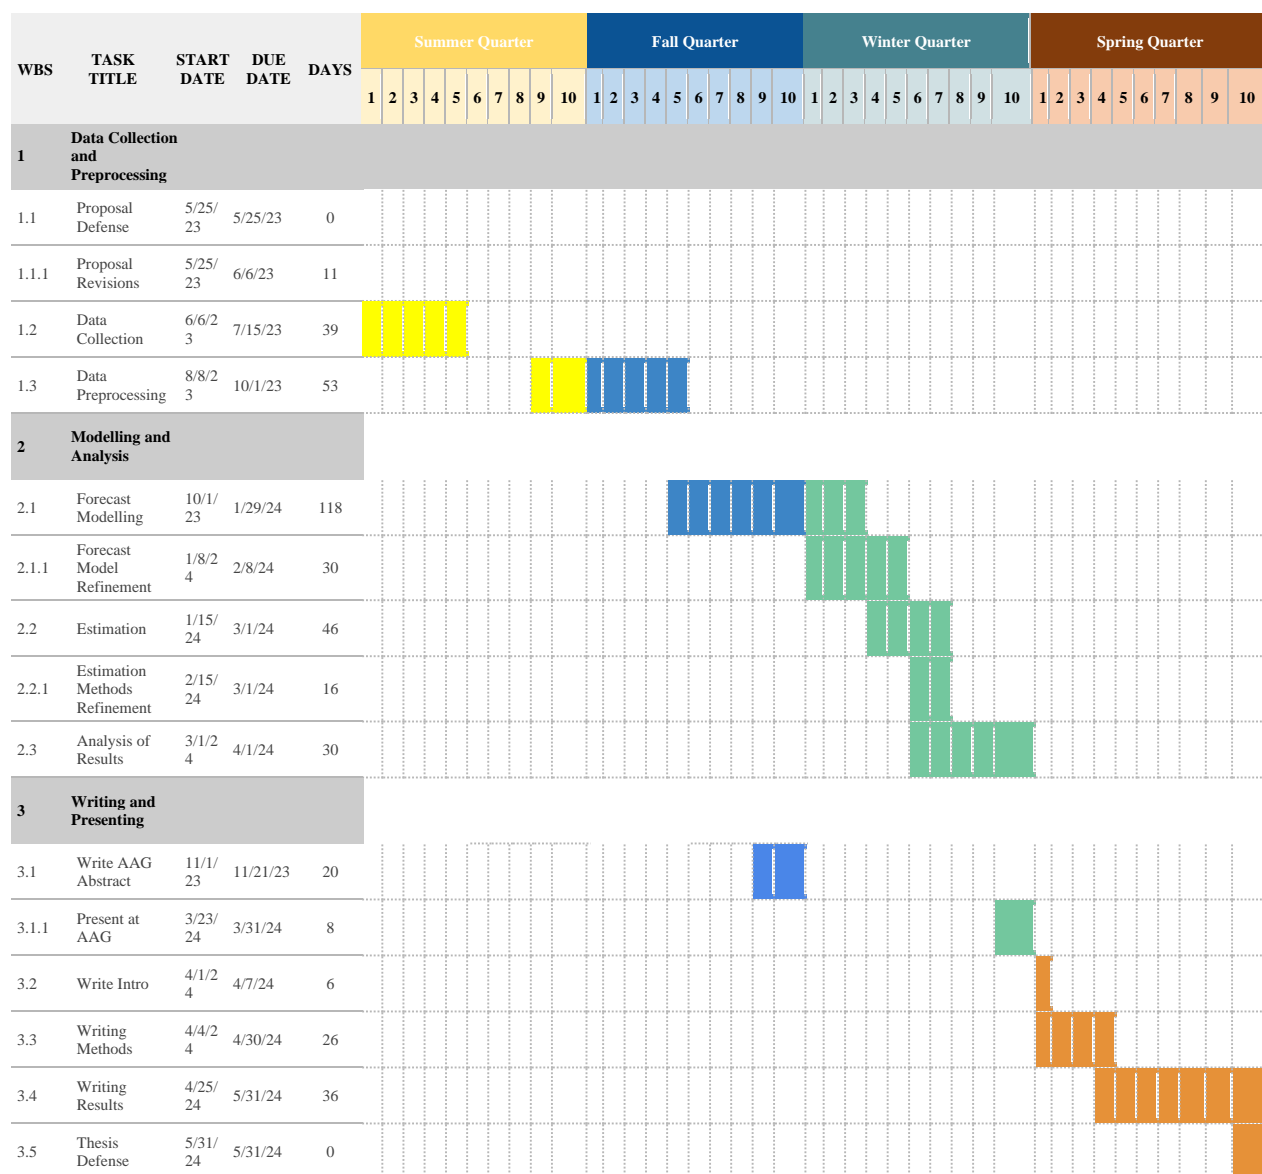 Summer Quarter Fall Quarter Winter Quarter Spring Quarter
WBS TASK TITLE START DATE DUE DATE DAYS
1 2 3 4 5 6 7 8 9 10 1 2 3 4 5 6 7 8 9 10 1 2 3 4 5 6 7 8 9 10 1 2 3 4 5 6 7 8 9 10
1 Data Collection and Preprocessing
1.1 Proposal Defense 5/25/23 5/25/23 0
1.1.1 Proposal Revisions 5/25/23 6/6/23 11
1.2 Data Collection 6/6/23 7/15/23 39
1.3 Data Preprocessing 8/8/23 10/1/23 53
2 Modelling and Analysis
2.1 Forecast Modelling 10/1/23 1/29/24 118
2.1.1 Forecast Model Refinement 1/8/24 2/8/24 30
2.2 Estimation 1/15/24 3/1/24 46
2.2.1 Estimation Methods Refinement 2/15/24 3/1/24 16
2.3 Analysis of Results 3/1/24 4/1/24 30
3 Writing and Presenting
3.1 Write AAG Abstract 11/1/23 11/21/23 20
3.1.1 Present at AAG 3/23/24 3/31/24 8
3.2 Write Intro 4/1/24 4/7/24 6
3.3 Writing Methods 4/4/24 4/30/24 26
3.4 Writing Results 4/25/24 5/31/24 36
3.5 Thesis Defense 5/31/24 5/31/24 0